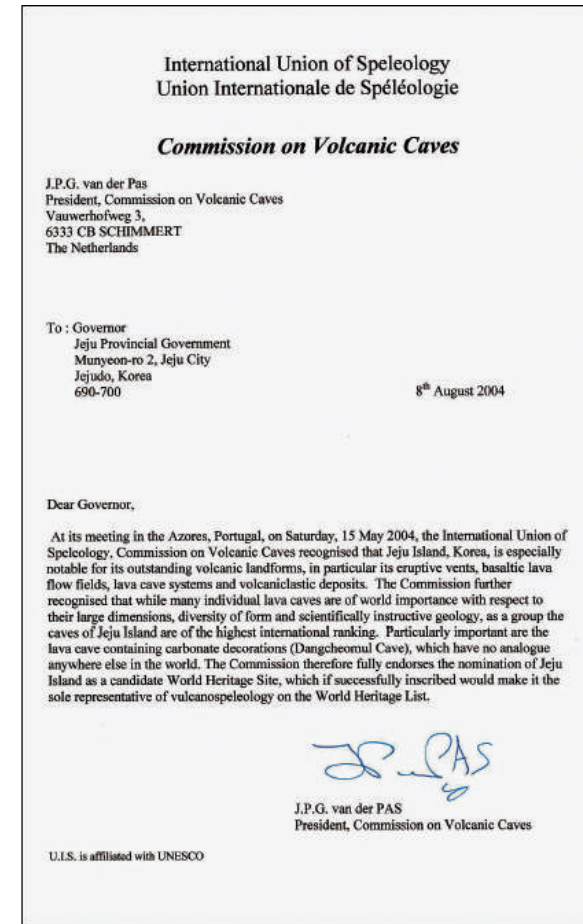 International Union of Speleology
Union Internationale de Spéléologie
Commission on Volcanic Caves
J.P.G. van der Pas
President, Commission on Volcanic Caves
Vauwerhofweg 3,
6333 CB SCHIMMERT
The Netherlands
To : Governor
Jeju Provincial Government
Munyeon-ro 2, Jeju City
Jejudo, Korea
690-700
8th August 2004
Dear Governor,
At its meeting in the Azores, Portugal, on Saturday, 15 May 2004, the International Union of
Speleology, Commission on Volcanic Caves recognised that Jeju Island, Korea, is especially
notable for its outstanding volcanic landforms, in particular its eruptive vents, basaltic lava
flow fields, lava cave systems and volcaniclastic deposits. The Commission further
recognised that while many individual lava caves are of world importance with respect to
their large dimensions, diversity of form and scientifically instructive geology, as a group the
caves of Jeju Island are of the highest international ranking. Particularly important are the
lava cave containing carbonate decorations (Dangcheomul Cave), which have no analogue
anywhere else in the world. The Commission therefore fully endorses the nomination of Jeju
Island as a candidate World Heritage Site, which if successfully inscribed would make it the
sole representative of vulcanospeleology on the World Heritage List.
PAS
J.P.G. van der PAS
President, Commission on Volcanic Caves
U.I.S. is affiliated with UNESCO